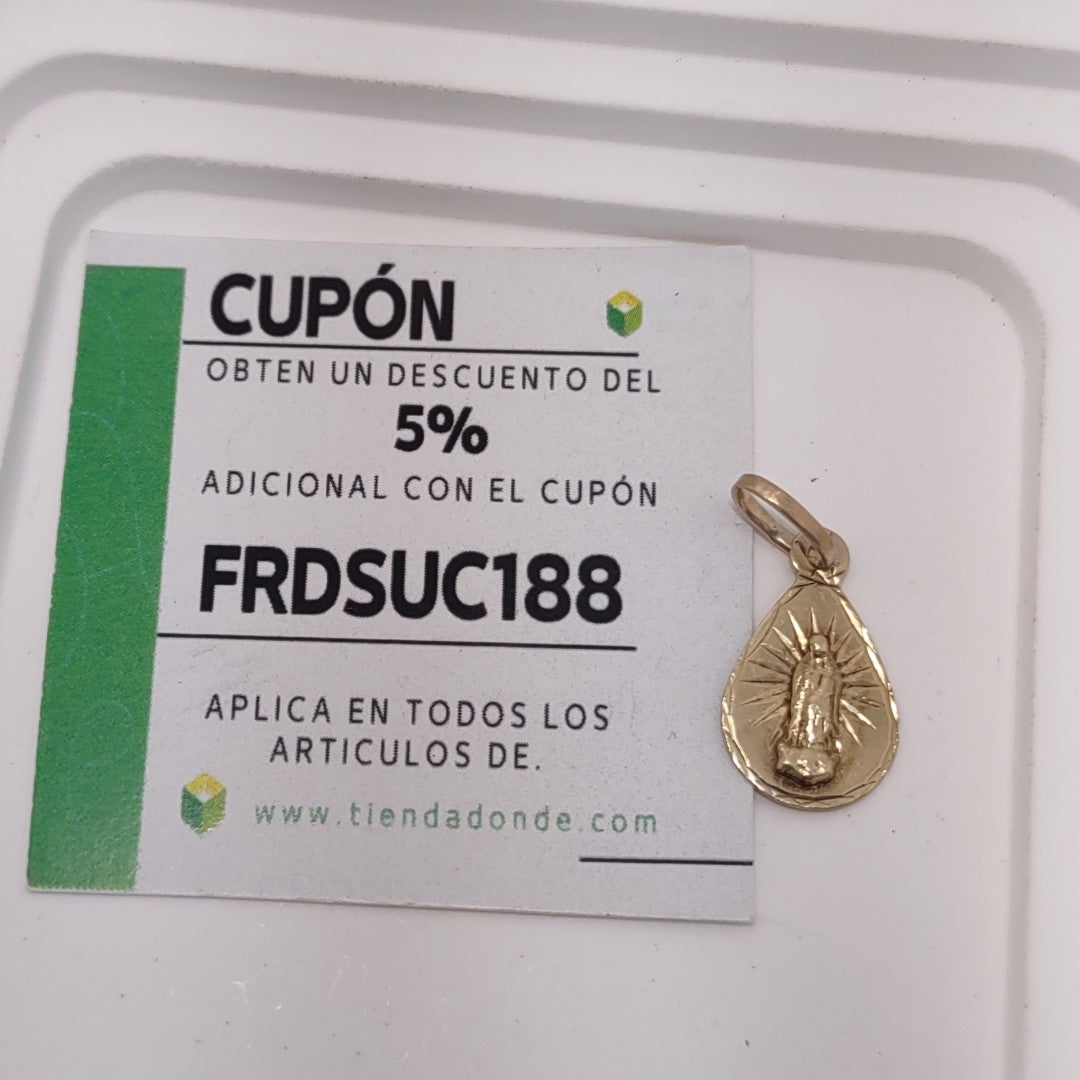 CUPÓN
OBTEN UN DESCUENTO DEL
5%
ADICIONAL CON EL CUPÓN
FRDSUC188
APLICA EN TODOS LOS
ARTICULOS DE.
www.tiendadonde.com